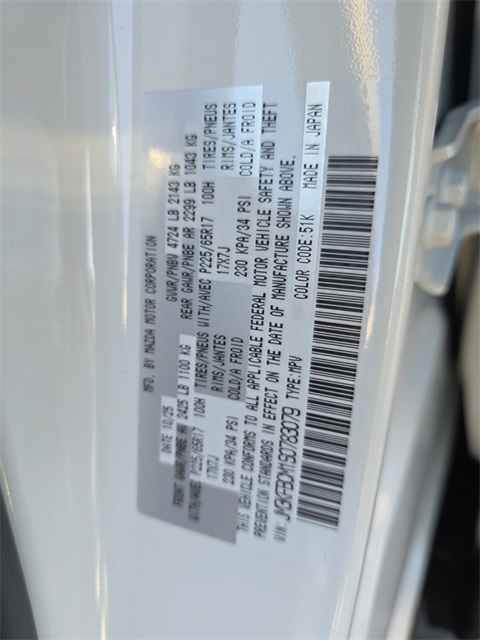 MFD. BY MAZDA MOTOR CORPORATION
DATE 10/25 GVWR/PNBV 4724 LB 2143 KG
FRONT GAWR/PNBE AR 2425 LB 1100 KG REAR GAWR/PNBE AR 2299 LB 1043 KG
WITH/AVEC P225/65R17 100H TIRES/PNEUS WITH/AVEC P225/65R17 100H TIRES/PNEUS
17X7J RIMS/JANTES 17X7J RIMS/JANTES
230 KPA/34 PSI COLD/A FROID 230 KPA/34 PSI COLD/A FROID
THIS VEHICLE CONFORMS TO ALL APPLICABLE FEDERAL MOTOR VEHICLE SAFETY AND THEFT
PREVENTION STANDARDS IN EFFECT ON THE DATE OF MANUFACTURE SHOWN ABOVE.
VIN: TYPE:MPV COLOR CODE:51K MADE IN JAPAN